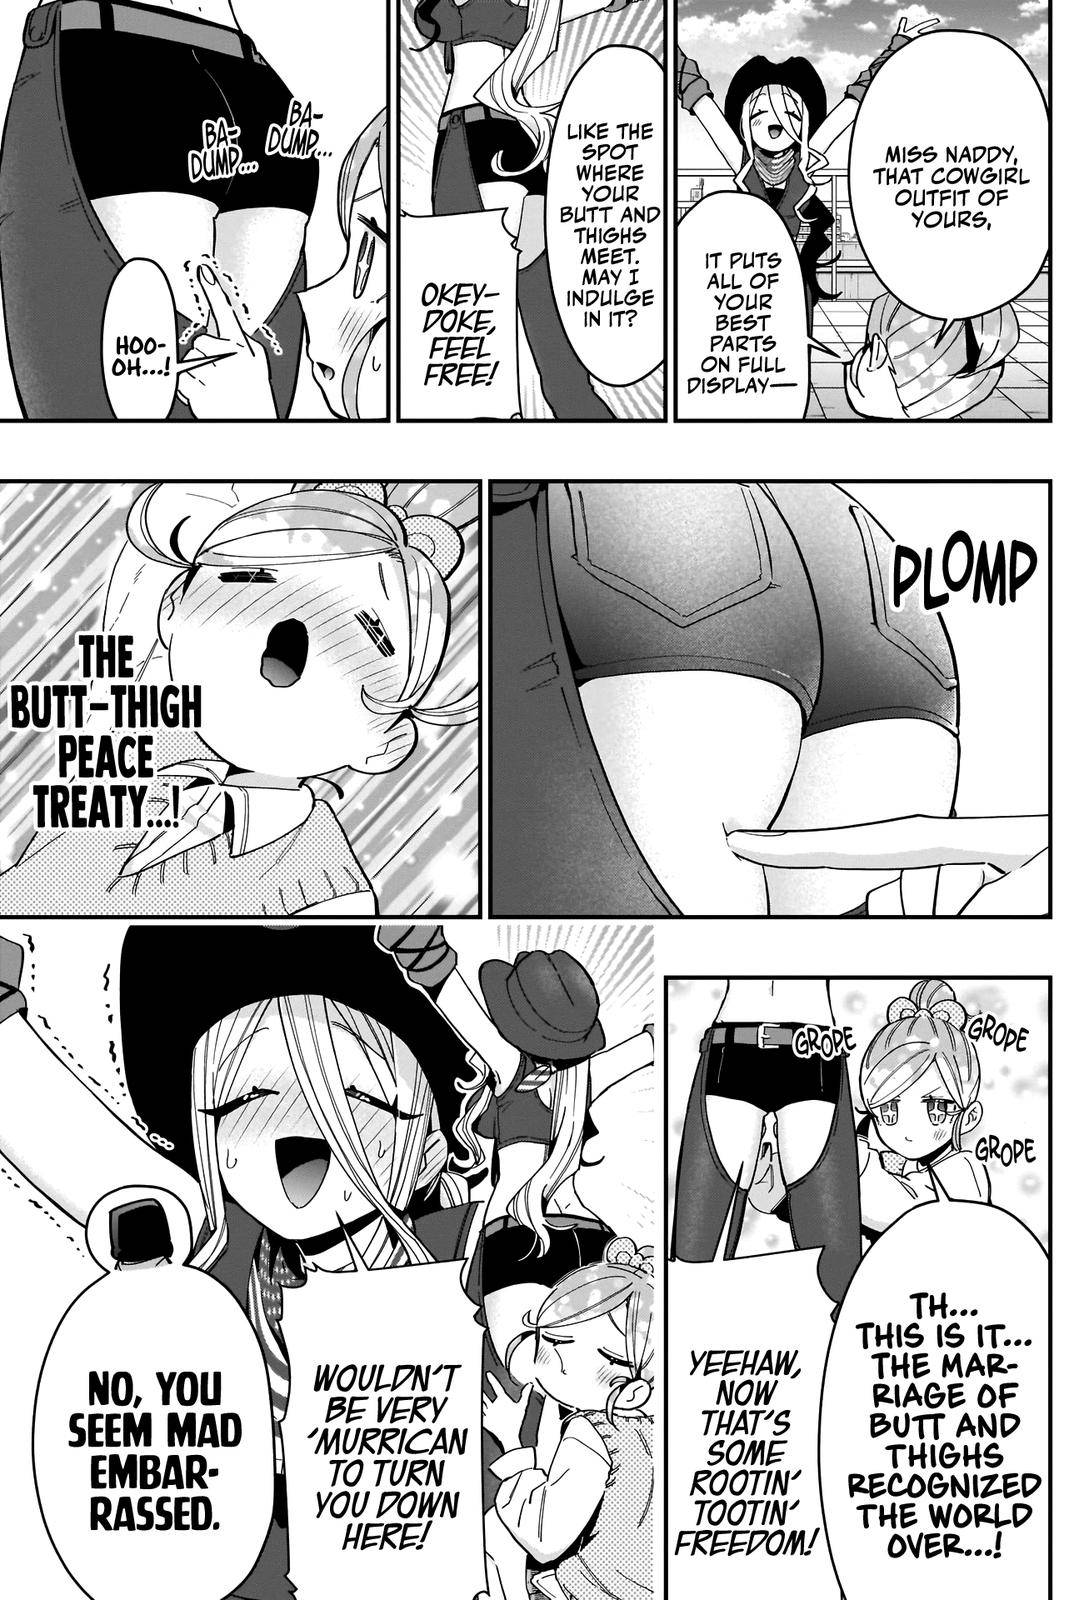 MISS NADDY,
THAT COWGIRL
OUTFIT OF
YOURS,
IT PUTS
ALL OF
YOUR
BEST
PARTS
ON FULL
DISPLAY—
LIKE THE
SPOT
WHERE
YOUR
BUTT AND
THIGHS
MEET.
MAY I
INDULGE
IN IT?
OKEY-
DOKE,
FEEL
FREE!
BA-
DUMP...
BA-
DUMP...
HOO-
OH...!
PLOMP
THE
BUTT-THIGH
PEACE
TREATY...!
GROPE
GROPE
GROPE
TH...
THIS IS IT...
THE MAR-
RIAGE OF
BUTT AND
THIGHS
RECOGNIZED
THE WORLD
OVER...!
YEEHAW,
NOW
THAT'S
SOME
ROOTIN'
TOOTIN'
FREEDOM!
WOULDN'T
BE VERY
'MURRICAN
TO TURN
YOU DOWN
HERE!
NO, YOU
SEEM MAD
EMBAR-
RASSED.